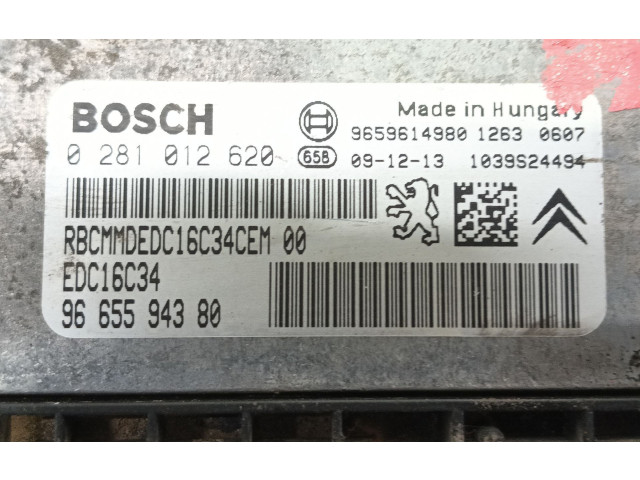 BOSCH
Made in Hungary
9659614980 1263 0607
0 281 012 620 658 09-12-13 1039S24494
RBCMMDEDC16C34CEM 00
EDC16C34
96 655 943 80